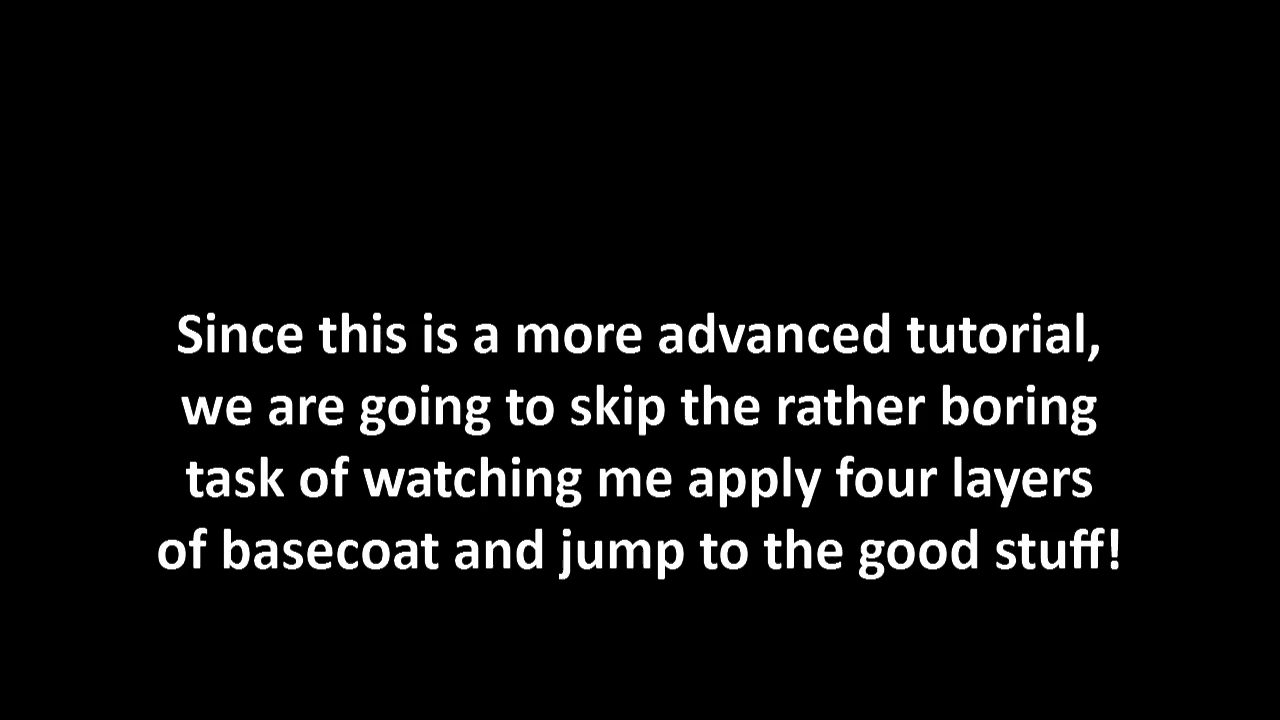 Since this is a more advanced tutorial,
we are going to skip the rather boring
task of watching me apply four layers
of basecoat and jump to the good stuff!